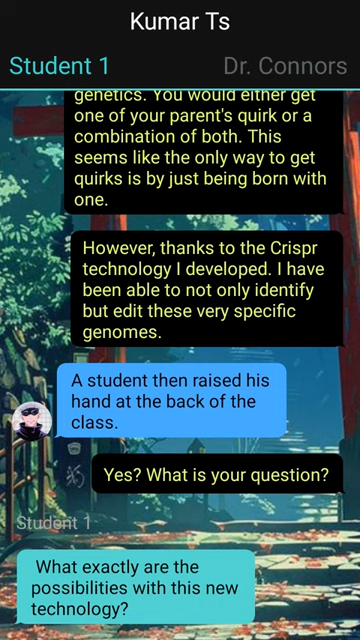 Kumar Ts
Student 1
Dr. Connors
genetics. You would either get
one of your parent's quirk or a
combination of both. This
seems like the only way to get
quirks is by just being born with
one.
However, thanks to the Crispr
technology I developed. I have
been able to not only identify
but edit these very specific
genomes.
A student then raised his
hand at the back of the
class.
Yes? What is your question?
Student 1
What exactly are the
possibilities with this new
technology?